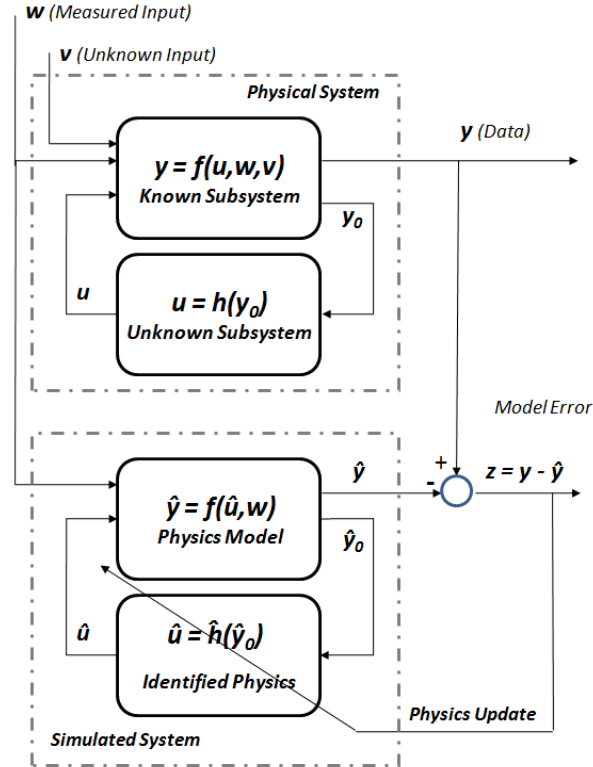 w (Measured Input)
v (Unknown Input)
Physical System
y (Data)
y = f(u,w,v)
Known Subsystem
y₀
u
u = h(y₀)
Unknown Subsystem
Model Error
+
-
ŷ
z = y - ŷ
ŷ = f(û,w)
Physics Model
ŷ₀
û
û = ĥ(ŷ₀)
Identified Physics
Physics Update
Simulated System